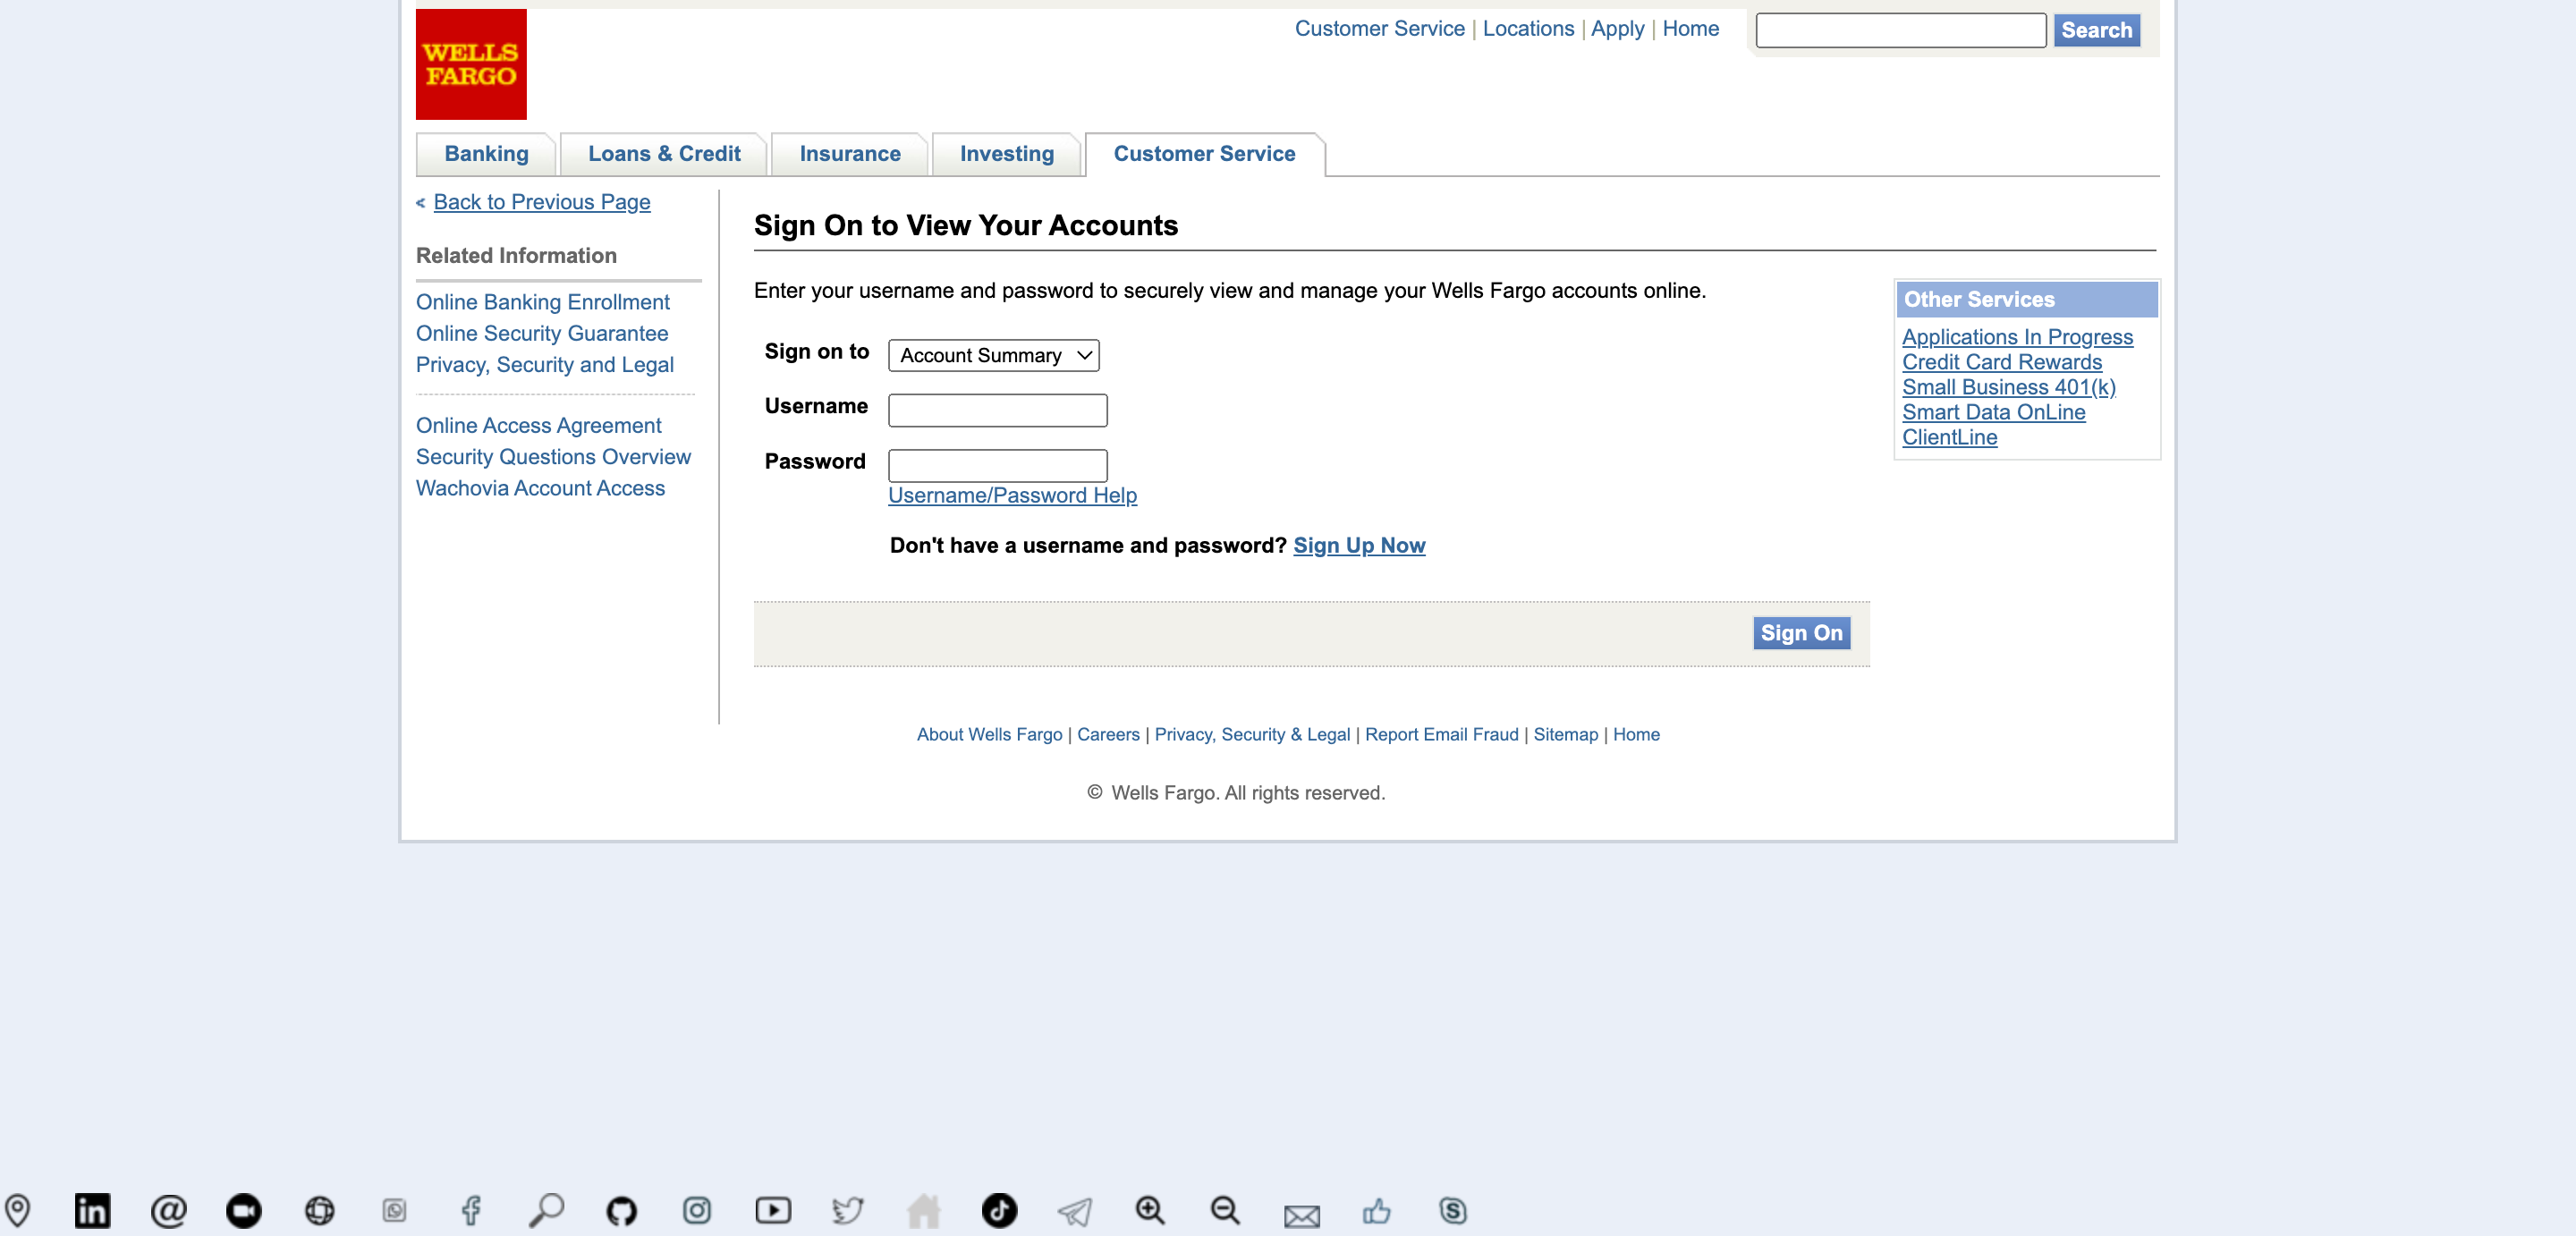 WELLS
FARGO
Customer Service | Locations | Apply | Home
Search
Banking
Loans & Credit
Insurance
Investing
Customer Service
< Back to Previous Page
Related Information
Online Banking Enrollment
Online Security Guarantee
Privacy, Security and Legal
Online Access Agreement
Security Questions Overview
Wachovia Account Access
Sign On to View Your Accounts
Enter your username and password to securely view and manage your Wells Fargo accounts online.
Sign on to
Account Summary
Username
Password
Username/Password Help
Don't have a username and password? Sign Up Now
Sign On
Other Services
Applications In Progress
Credit Card Rewards
Small Business 401(k)
Smart Data OnLine
ClientLine
About Wells Fargo | Careers | Privacy, Security & Legal | Report Email Fraud | Sitemap | Home
© Wells Fargo. All rights reserved.